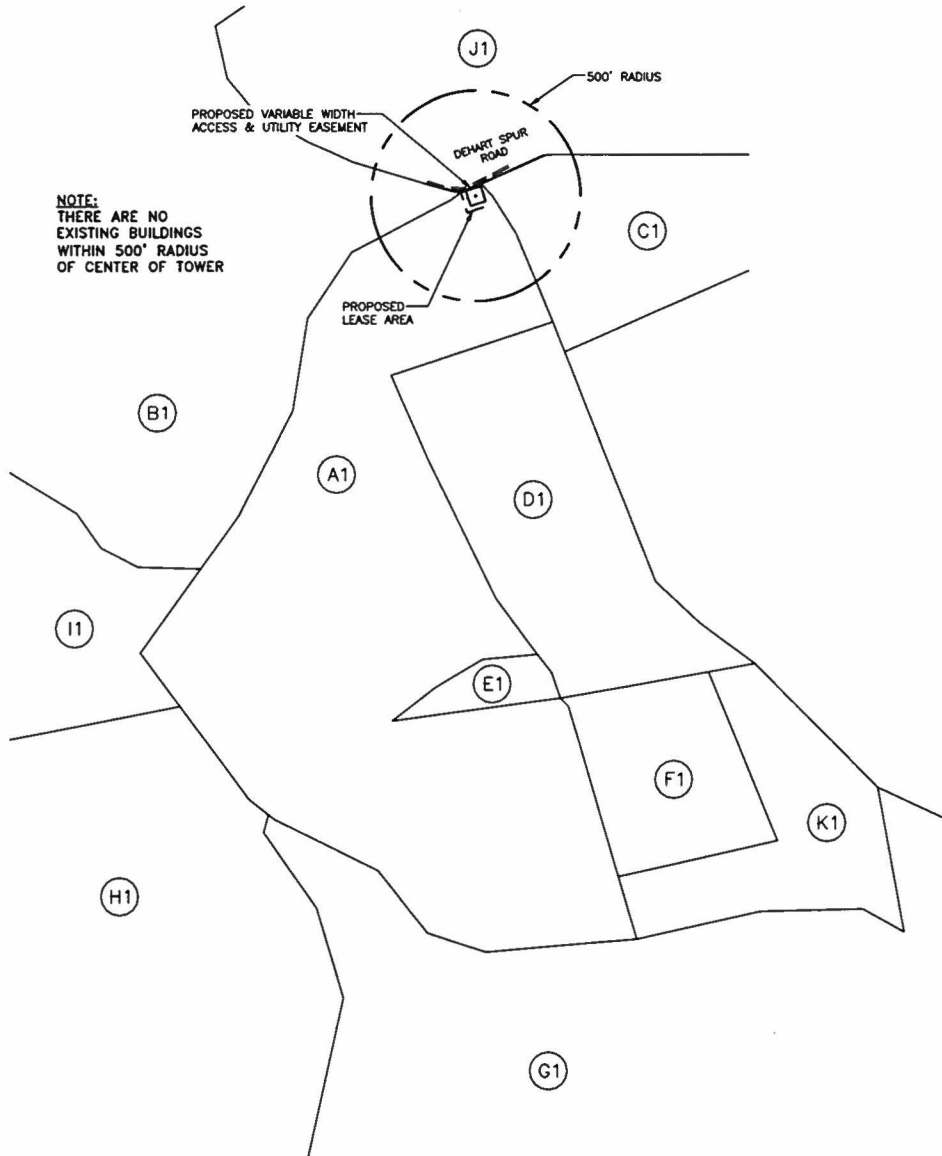 J1
500' RADIUS
PROPOSED VARIABLE WIDTH
ACCESS & UTILITY EASEMENT
DEHART SPUR
ROAD
NOTE:
THERE ARE NO
EXISTING BUILDINGS
WITHIN 500' RADIUS
OF CENTER OF TOWER
C1
PROPOSED
LEASE AREA
B1
A1
D1
I1
E1
F1
K1
H1
G1